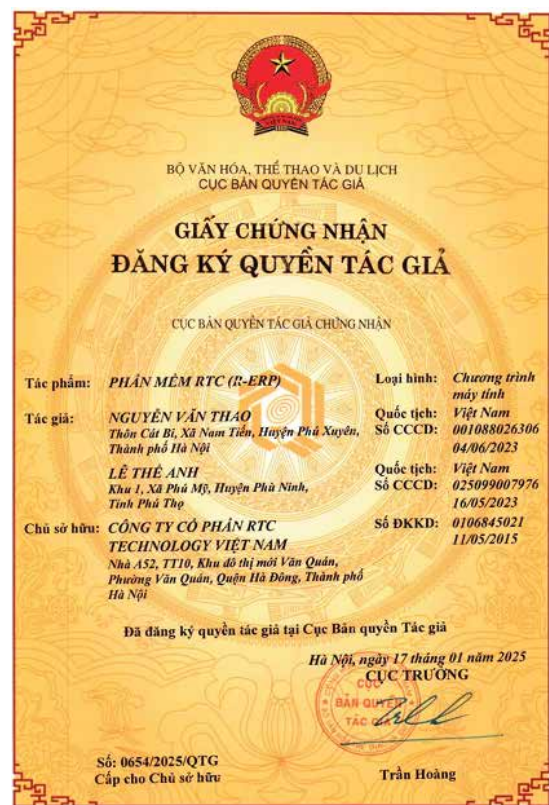 BỘ VĂN HÓA, THỂ THAO VÀ DU LỊCH
CỤC BẢN QUYỀN TÁC GIẢ
GIẤY CHỨNG NHẬN
ĐĂNG KÝ QUYỀN TÁC GIẢ
CỤC BẢN QUYỀN TÁC GIẢ CHỨNG NHẬN
Tác phẩm: PHẦN MỀM RTC (R-ERP)
Loại hình: Chương trình
máy tính
Tác giả: NGUYỄN VĂN THAO
Quốc tịch: Việt Nam
Thôn Cát Bi, Xã Nam Tiến, Huyện Phú Xuyên,
Số CCCD: 001088026306
Thành phố Hà Nội
04/06/2023
LÊ THẾ ANH
Quốc tịch: Việt Nam
Khu 1, Xã Phú Mỹ, Huyện Phù Ninh,
Số CCCD: 025099007976
Tỉnh Phú Thọ
16/05/2023
Chủ sở hữu: CÔNG TY CỔ PHẦN RTC
Số ĐKKD: 0106845021
TECHNOLOGY VIỆT NAM
11/05/2015
Nhà A52, TT10, Khu đô thị mới Văn Quán,
Phường Văn Quán, Quận Hà Đông, Thành phố
Hà Nội
Đã đăng ký quyền tác giả tại Cục Bản quyền Tác giả
Hà Nội, ngày 17 tháng 01 năm 2025
CỤC TRƯỞNG
CỤC
BẢN QUYỀN
TÁC GIẢ
Số: 0654/2025/QTG
Cấp cho Chủ sở hữu
Trần Hoàng